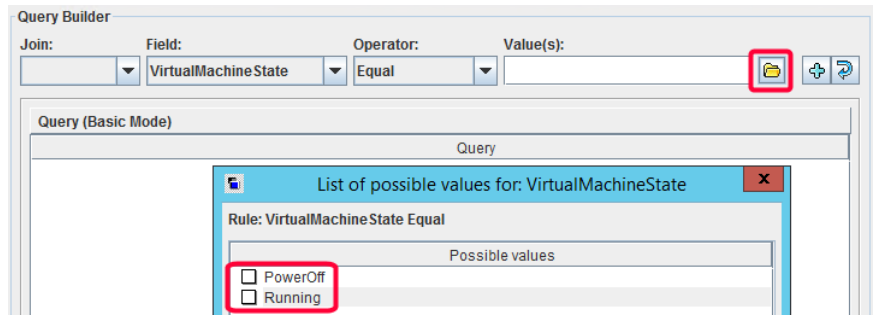 Query Builder
Join: Field: Operator: Value(s):
VirtualMachineState Equal
Query (Basic Mode)
Query
List of possible values for: VirtualMachineState x
Rule: VirtualMachineState Equal
Possible values
PowerOff
Running